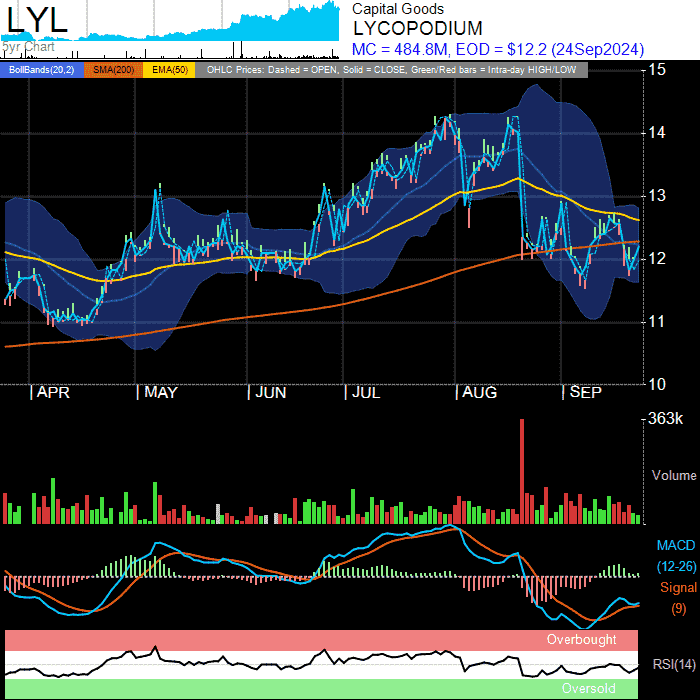 LYL
5yr Chart
Capital Goods
LYCOPODIUM
MC = 484.8M, EOD = $12.2 (24Sep2024)
BollBands(20,2) SMA(200) EMA(50) OHLC Prices: Dashed = OPEN, Solid = CLOSE, Green/Red bars = Intra-day HIGH/LOW
15
14
13
12
11
10
APR MAY JUN JUL AUG SEP
363k
Volume
MACD
(12-26)
Signal
(9)
Overbought
RSI(14)
Oversold